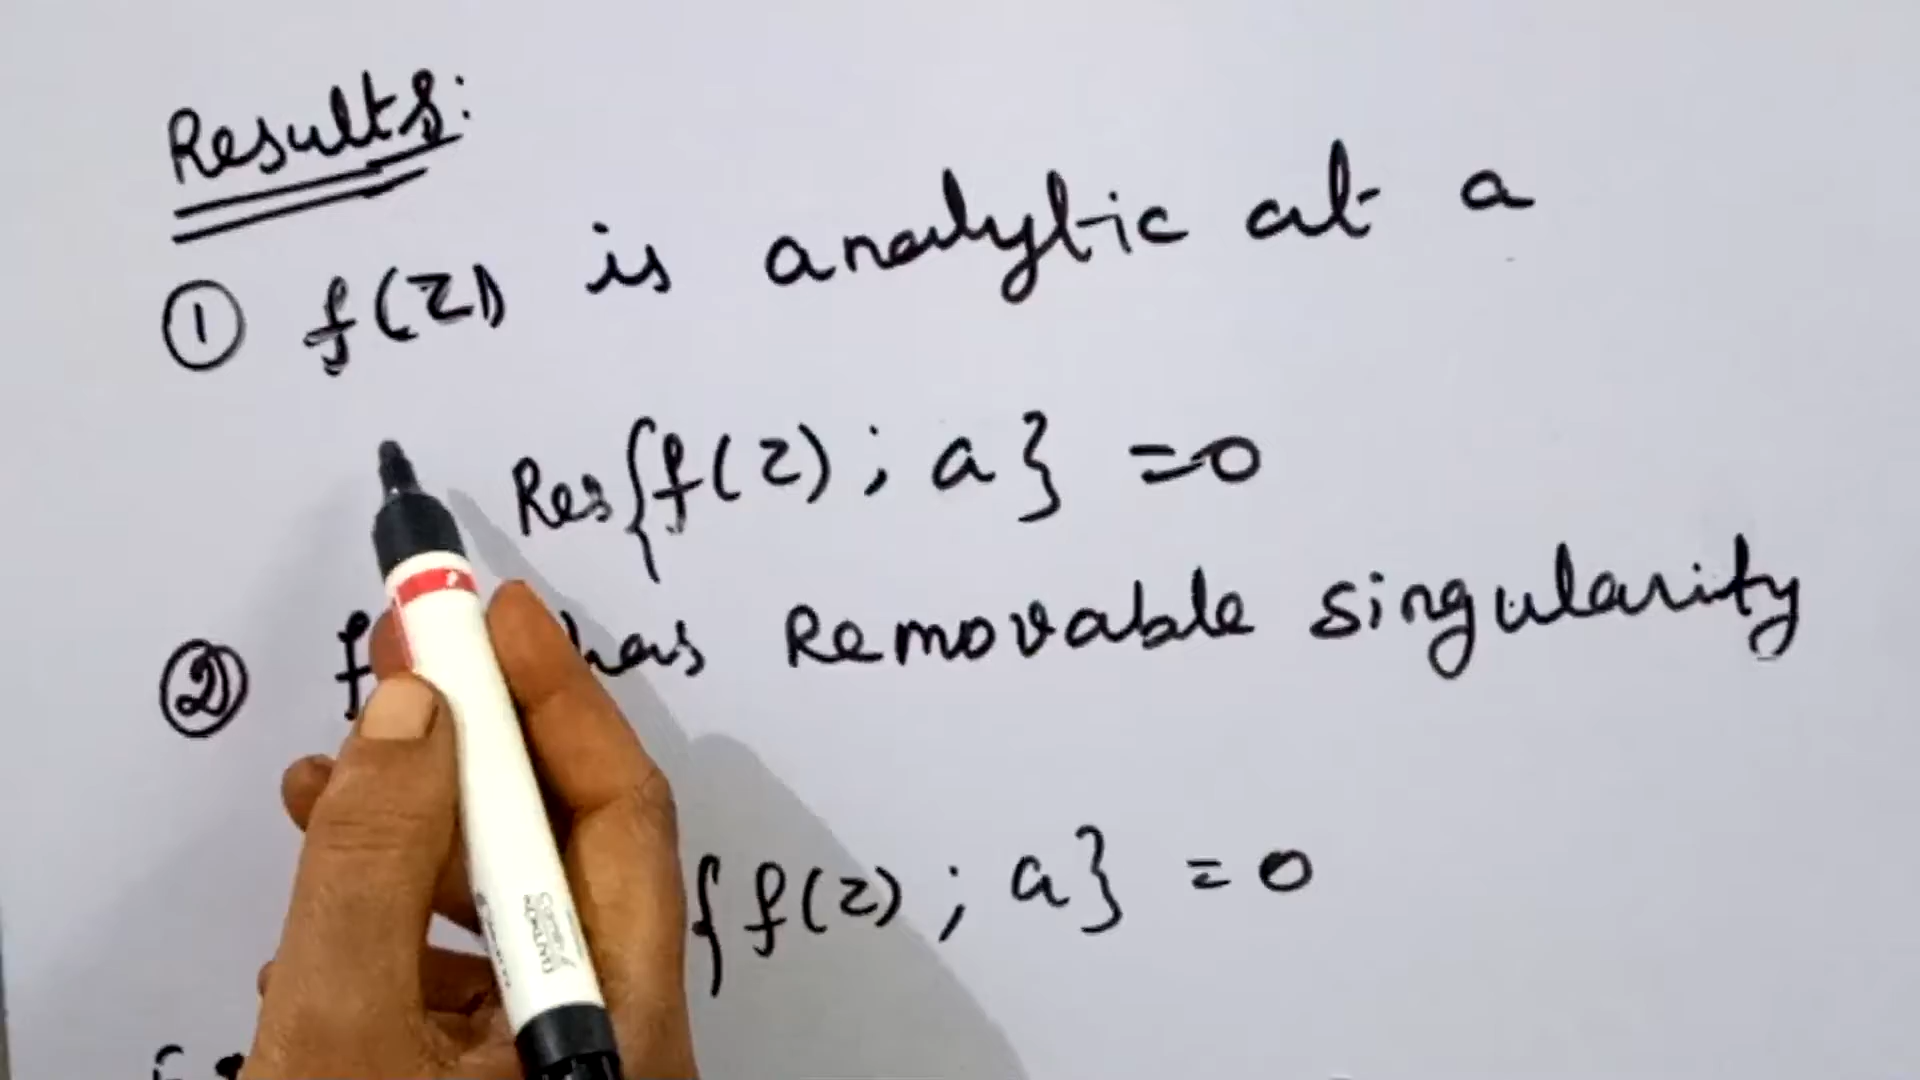 Results:
① f(z) is analytic at a
Res{f(z); a} =0
② has Removable singularity
{f(z); a} = 0